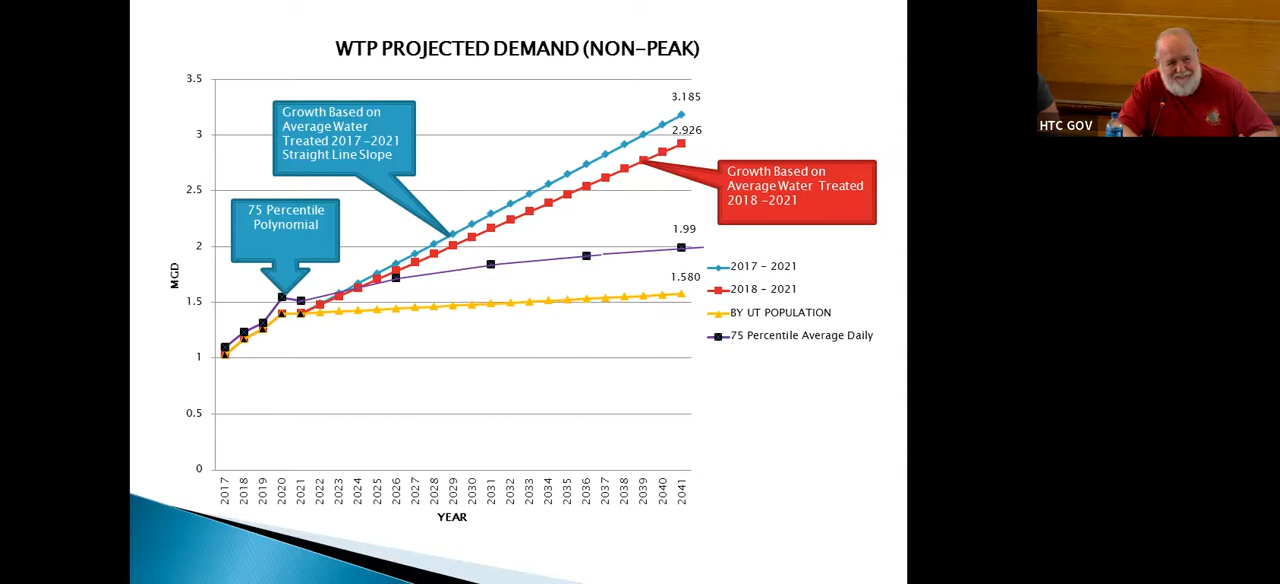 WTP PROJECTED DEMAND (NON-PEAK)
3.5
3
2.5
2
1.5
1
0.5
0
MGD
Growth Based on
Average Water
Treated 2017 -2021
Straight Line Slope
75 Percentile
Polynomial
3.185
2.926
Growth Based on
Average Water Treated
2018 -2021
1.99
1.580
2017 - 2021
2018 - 2021
BY UT POPULATION
75 Percentile Average Daily
2017
2018
2019
2020
2021
2022
2023
2024
2025
2026
2027
2028
2029
2030
2031
2032
2033
2034
2035
2036
2037
2038
2039
2040
2041
YEAR
HTC GOV